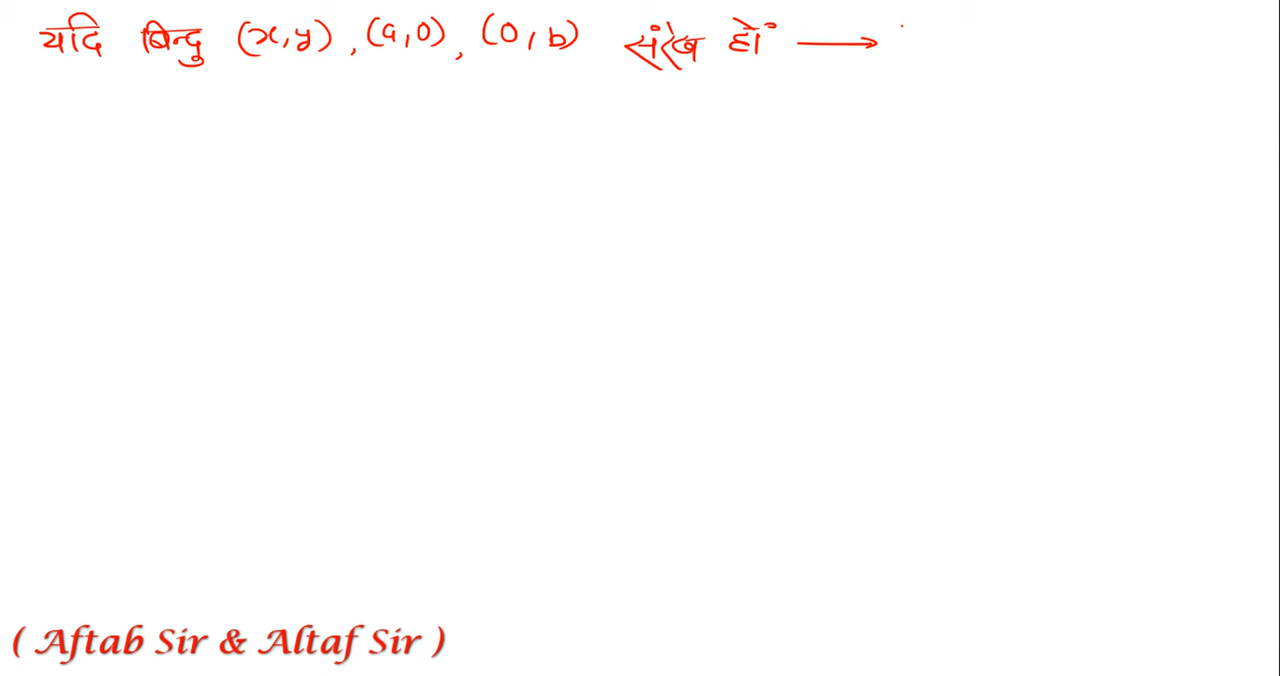 यदि बिन्दु (x,y), (a,0), (0,b) संरेख हों ⟶
( Aftab Sir & Altaf Sir )